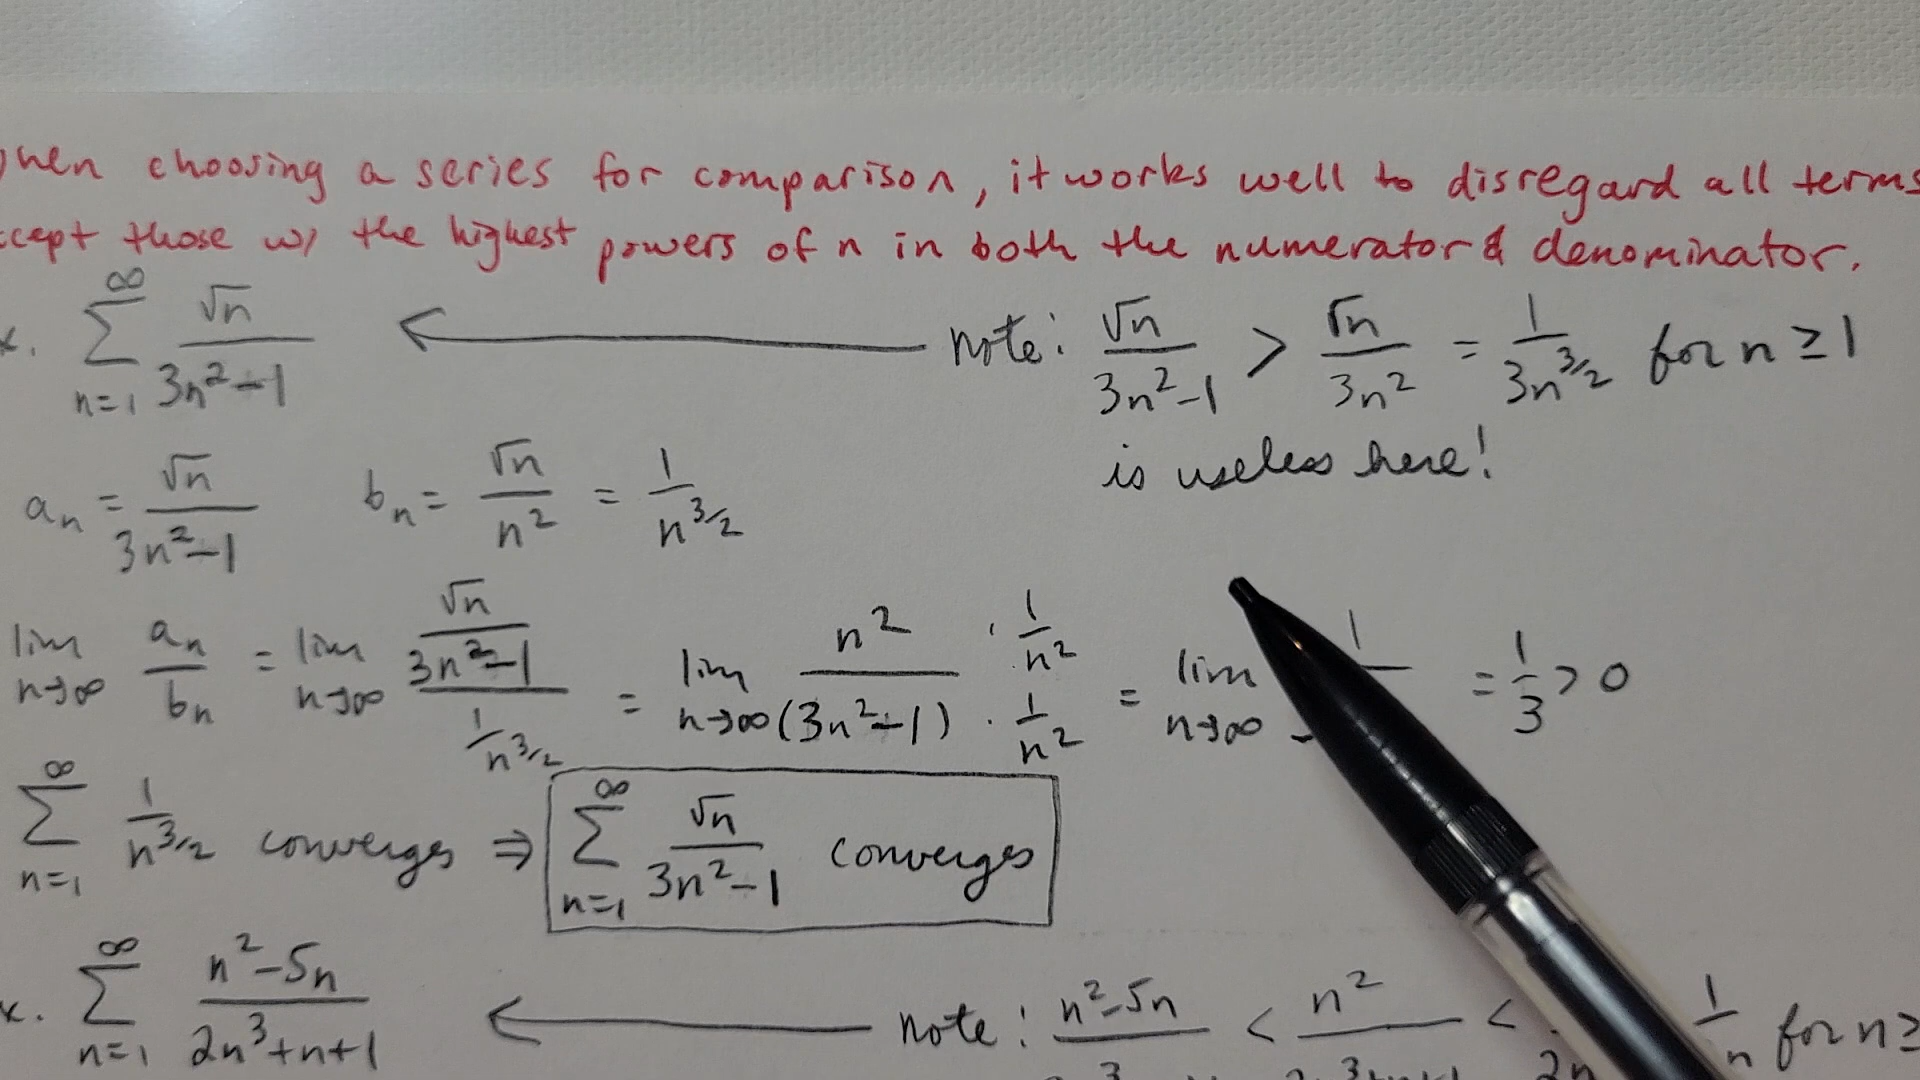 when choosing a series for comparison, it works well to disregard all terms
except those w/ the highest powers of n in both the numerator & denominator.
∑_{n=1}^{∞} √n/(3n²-1) ← note: √n/(3n²-1) > √n/(3n²) = 1/(3n^{3/2}) for n ≥ 1
is useless here!
a_n = √n/(3n²-1) b_n = √n/n² = 1/n^{3/2}
lim_{n→∞} a_n/b_n = lim_{n→∞} (√n/(3n²-1))/(1/n^{3/2}) = lim_{n→∞} n²/(3n²-1) · (1/n²)/(1/n²) = lim_{n→∞} 1 = 1/3 > 0
∑_{n=1}^{∞} 1/n^{3/2} converges ⇒ ∑_{n=1}^{∞} √n/(3n²-1) converges
∑_{n=1}^{∞} (n²-5n)/(2n³+n+1) ← note: n²-5n < n² < 1/n for n ≥